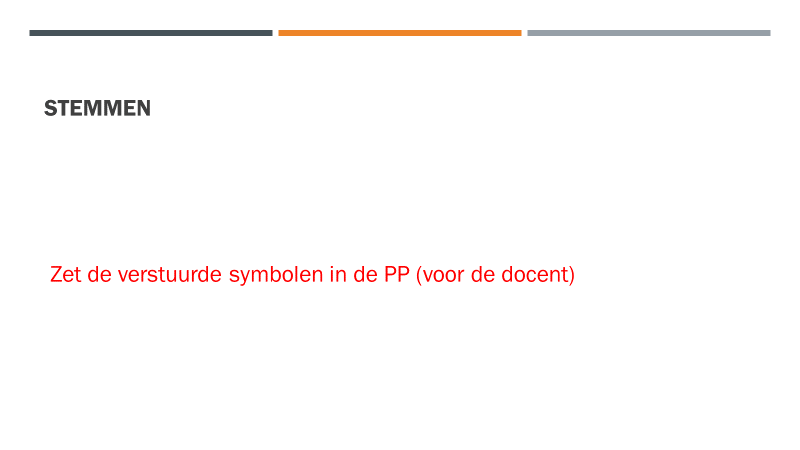 STEMMEN
Zet de verstuurde symbolen in de PP (voor de docent)